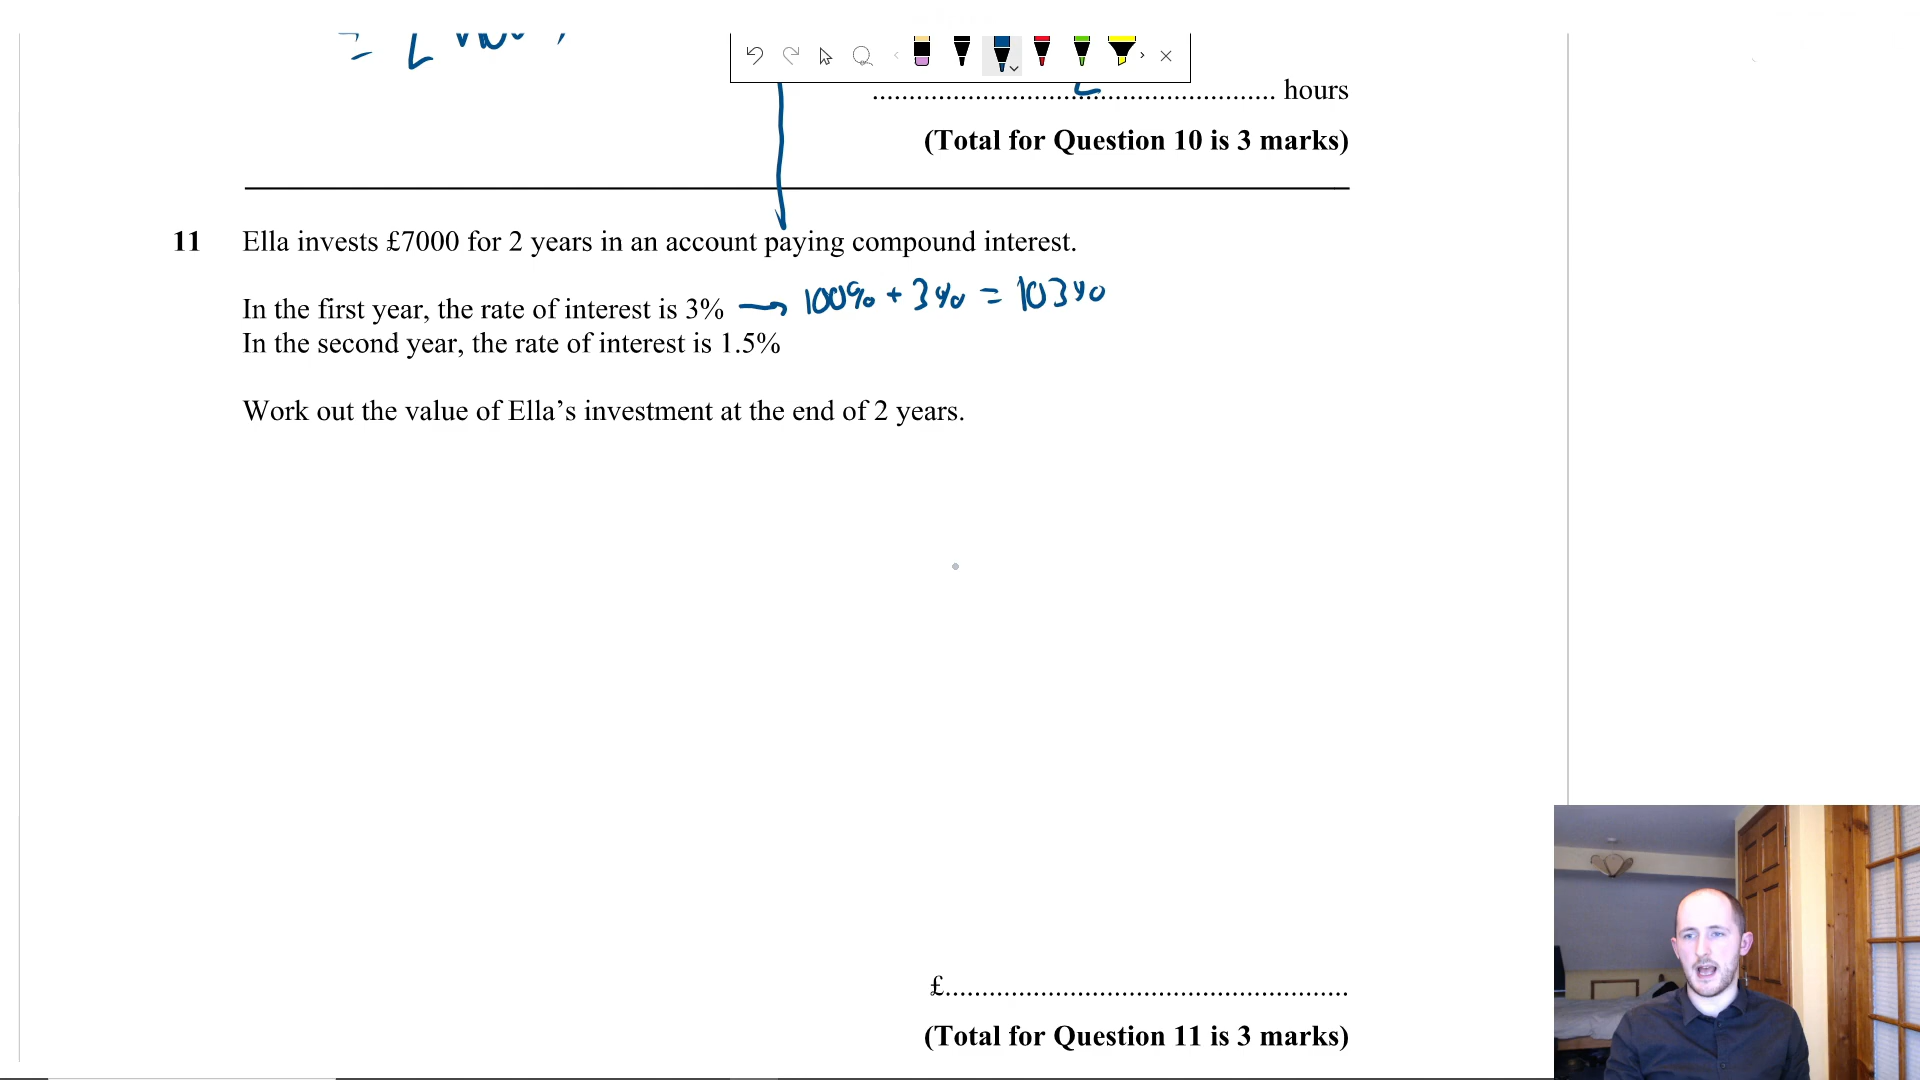 ........................................................ hours
(Total for Question 10 is 3 marks)
11 Ella invests £7000 for 2 years in an account paying compound interest.
In the first year, the rate of interest is 3% → 100% + 3% = 103%
In the second year, the rate of interest is 1.5%
Work out the value of Ella’s investment at the end of 2 years.
£........................................................
(Total for Question 11 is 3 marks)